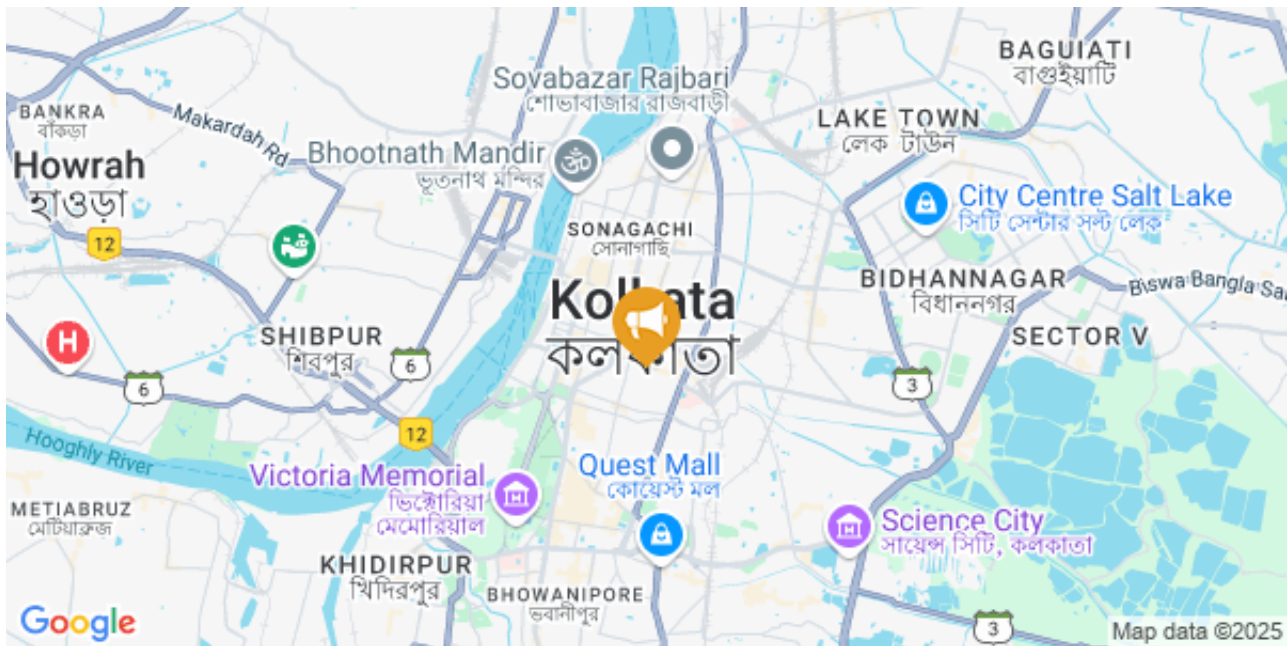 BAGUIATI
বাগুইয়াটি
Sovabazar Rajbari
শোভাবাজার রাজবাড়ী
BANKRA
বাঁকড়া
Makardah Rd
LAKE TOWN
লেক টাউন
Howrah
হাওড়া
Bhootnath Mandir
ভূতনাথ মন্দির
City Centre Salt Lake
সিটি সেন্টার সল্ট লেক
SONAGACHI
সোনাগাছি
12
BIDHANNAGAR
বিধাননগর
Biswa Bangla Sar
Kolkata
কলকাতা
SHIBPUR
শিবপুর
SECTOR V
H
6
6
3
12
Hooghly River
Victoria Memorial
ভিক্টোরিয়া
মেমোরিয়াল
Quest Mall
কোয়েস্ট মল
METIABRUZ
মেটিয়াব্রুজ
Science City
সায়েন্স সিটি, কলকাতা
KHIDIRPUR
খিদিরপুর
BHOWANIPORE
ভবানীপুর
Google
3
Map data ©2025